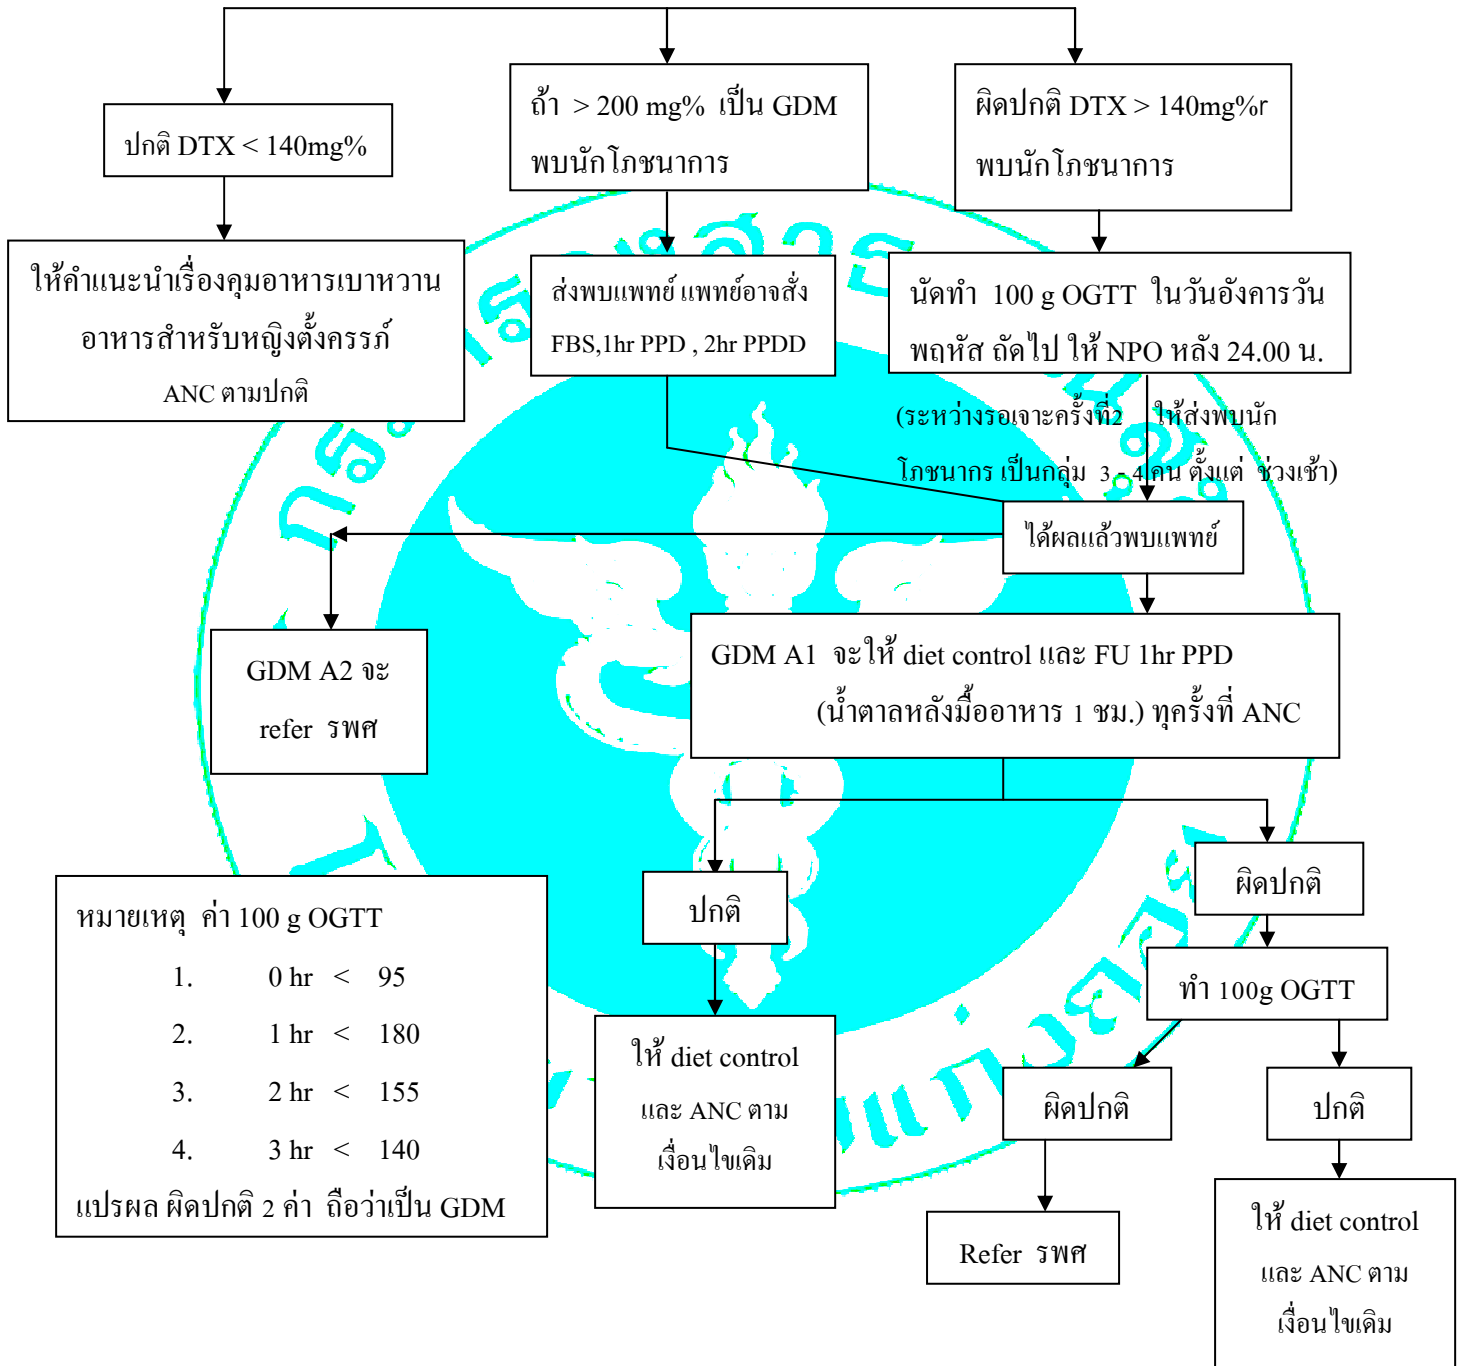 ปกติ DTX < 140mg%
ถ้า > 200 mg% เป็น GDM
พบนักโภชนาการ
ผิดปกติ DTX > 140mg%r
พบนักโภชนาการ
ให้คำแนะนำเรื่องคุมอาหารเบาหวาน
อาหารสำหรับหญิงตั้งครรภ์
ANC ตามปกติ
ส่งพบแพทย์ แพทย์อาจสั่ง
FBS,1hr PPD , 2hr PPDD
นัดทำ 100 g OGTT ในวันอังคารวัน
พฤหัส ถัดไป ให้ NPO หลัง 24.00 น.
(ระหว่างรอเจาะครั้งที่2 ให้ส่งพบนัก
โภชนากร เป็นกลุ่ม 3 - 4 คน ตั้งแต่ ช่วงเช้า)
ได้ผลแล้วพบแพทย์
GDM A2 จะ
refer รพศ
GDM A1 จะให้ diet control และ FU 1hr PPD
(น้ำตาลหลังมื้ออาหาร 1 ชม.) ทุกครั้งที่ ANC
ปกติ
ผิดปกติ
ทำ 100g OGTT
หมายเหตุ ค่า 100 g OGTT
1. 0 hr < 95
2. 1 hr < 180
3. 2 hr < 155
4. 3 hr < 140
แปรผล ผิดปกติ 2 ค่า ถือว่าเป็น GDM
ให้ diet control
และ ANC ตาม
เงื่อนไขเดิม
ผิดปกติ
ปกติ
Refer รพศ
ให้ diet control
และ ANC ตาม
เงื่อนไขเดิม